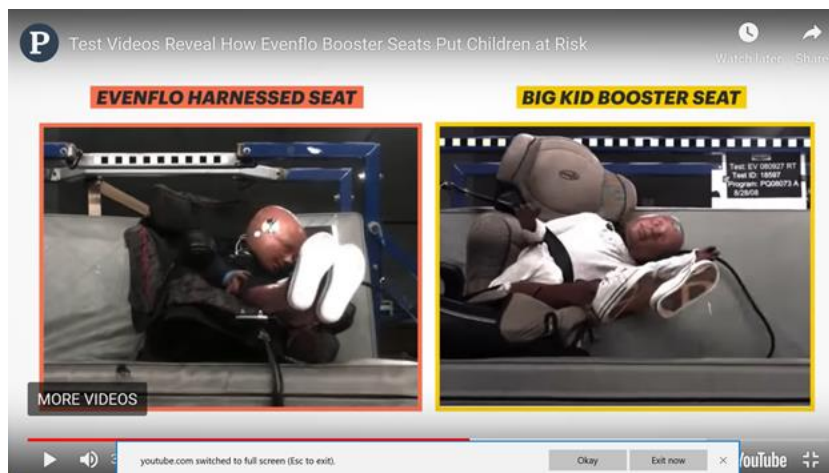 P
Test Videos Reveal How Evenflo Booster Seats Put Children at Risk
Watch later
Share
EVENFLO HARNESSED SEAT
BIG KID BOOSTER SEAT
Test: EV 080927 RT
Test ID: 18597
Program: PG08073 A
8/28/08
MORE VIDEOS
youtube.com switched to full screen (Esc to exit).
Okay
Exit now
YouTube